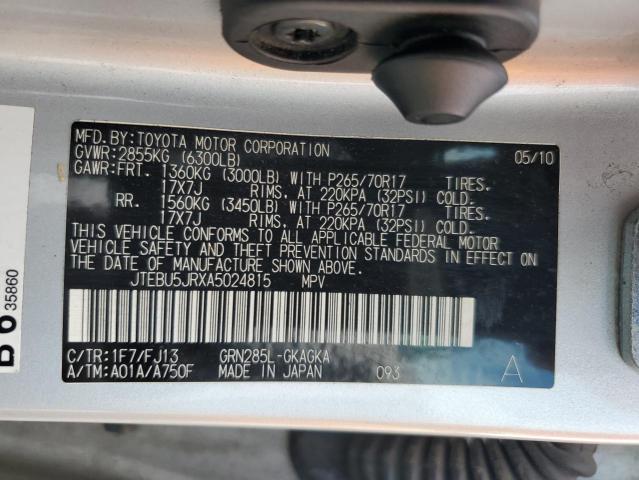 MFD.BY:TOYOTA MOTOR CORPORATION 05/10
GVWR:2855KG (6300LB)
GAWR:FRT. 1360KG (3000LB) WITH P265/70R17 TIRES.
17X7J RIMS, AT 220KPA (32PSI) COLD.
RR. 1560KG (3450LB) WITH P265/70R17 TIRES.
17X7J RIMS, AT 220KPA (32PSI) COLD.
THIS VEHICLE CONFORMS TO ALL APPLICABLE FEDERAL MOTOR
VEHICLE SAFETY AND THEFT PREVENTION STANDARDS IN EFFECT ON
THE DATE OF MANUFACTURE SHOWN ABOVE.
JTEBU5JRXA5024815 MPV
C/TR:1F7/FJ13 GRN285L-GKAGKA
A/TM:A01A/A750F MADE IN JAPAN 093 A
35860